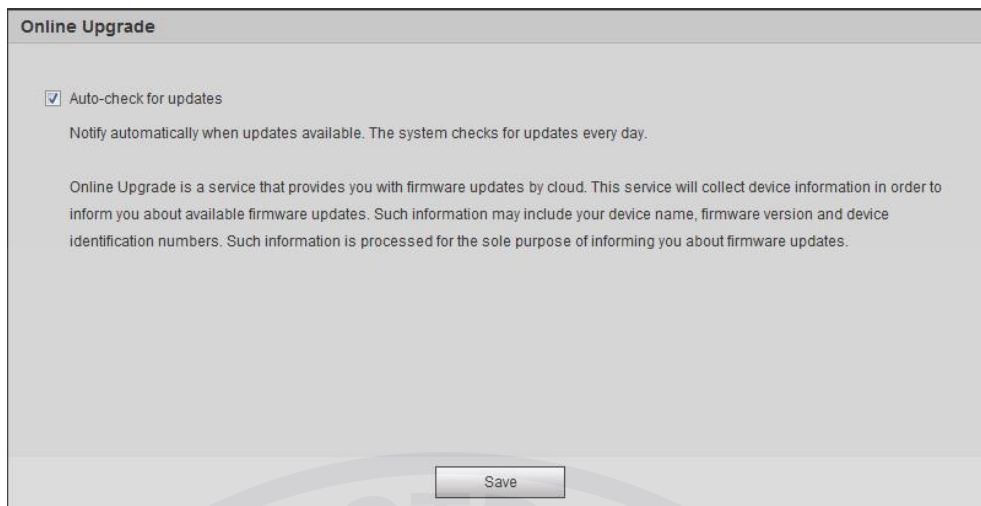 Online Upgrade
Auto-check for updates
Notify automatically when updates available. The system checks for updates every day.
Online Upgrade is a service that provides you with firmware updates by cloud. This service will collect device information in order to
inform you about available firmware updates. Such information may include your device name, firmware version and device
identification numbers. Such information is processed for the sole purpose of informing you about firmware updates.
Save